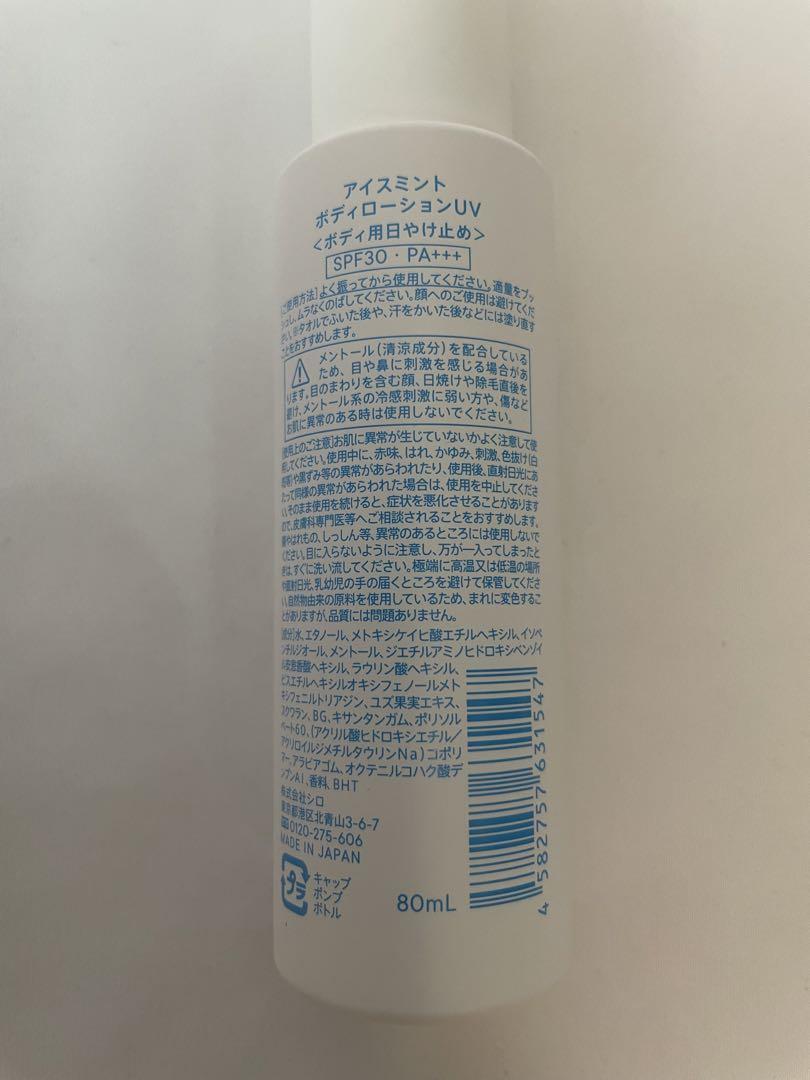 アイスミント
ボディローションUV
<ボディ用日やけ止め>
SPF30・PA+++
[ご使用方法]よく振ってから使用してください。適量をプッ
シュし、ムラなくのばしてください。顔へのご使用は避けてくだ
さい。※タオルでふいた後や、汗をかいた後などには塗り直す
ことをおすすめします。
メントール(清涼成分)を配合している
ため、目や鼻に刺激を感じる場合があ
ります。目のまわりを含む顔、日焼けや除毛直後を
避け、メントール系の冷感刺激に弱い方や、傷など
お肌に異常のある時は使用しないでください。
[使用上のご注意]お肌に異常が生じていないかよく注意して使
用してください。使用中に、赤味、はれ、かゆみ、刺激、色抜け(白
斑等)や黒ずみ等の異常があらわれたり、使用後、直射日光にあ
たって同様の異常があらわれた場合は、使用を中止してくださ
い。そのまま使用を続けると、症状を悪化させることがあります
ので、皮膚科専門医等へご相談されることをおすすめします。
傷やはれもの、しっしん等、異常のあるところには使用しないで
ください。目に入らないように注意し、万が一入ってしまったと
きは、すぐに洗い流してください。極端に高温又は低温の場所
や直射日光、乳幼児の手の届くところを避けて保管してくださ
い。自然物由来の原料を使用しているため、まれに変色するこ
とがありますが、品質には問題ありません。
[成分]水、エタノール、メトキシケイヒ酸エチルヘキシル、イソペ
ンチルジオール、メントール、ジエチルアミノヒドロキシベンゾイ
ル安息香酸ヘキシル、ラウリン酸ヘキシル、
ビスエチルヘキシルオキシフェノールメト
キシフェニルトリアジン、ユズ果実エキス、
スクワラン、BG、キサンタンガム、ポリソル
ベート60、(アクリル酸ヒドロキシエチル/
アクリロイルジメチルタウリンNa)コポリ
マー、アラビアゴム、オクテニルコハク酸デ
ンプンAl、香料、BHT
株式会社シロ
東京都港区北青山3-6-7
0120-275-606
MADE IN JAPAN
プラ
キャップ
ポンプ
ボトル
80mL
4 582757 631547